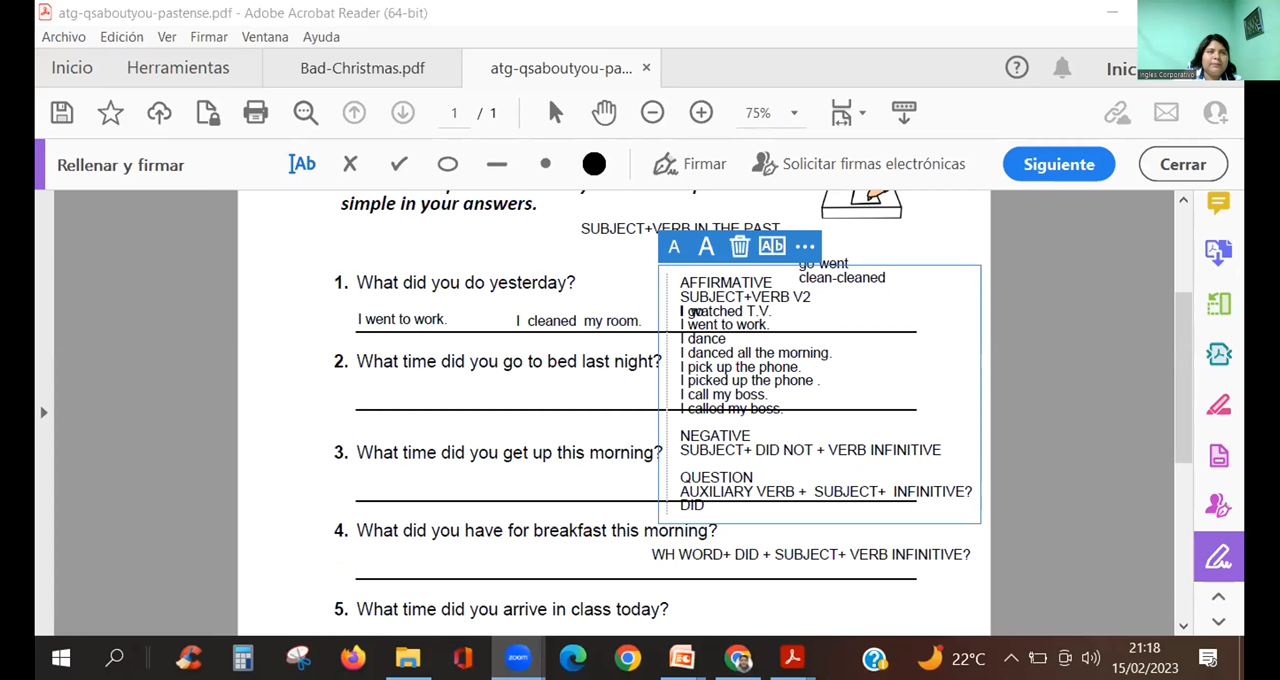 atg-qsaboutyou-pastense.pdf - Adobe Acrobat Reader (64-bit)
Archivo Edición Ver Firmar Ventana Ayuda
Ingles Corporativo
Inicio Herramientas Bad-Christmas.pdf atg-qsaboutyou-pa... × Inic
1 / 1 75%
Rellenar y firmar Ab Firmar Solicitar firmas electrónicas Siguiente Cerrar
simple in your answers.
SUBJECT+VERB IN THE PAST
A A Ab ...
go went
clean-cleaned
1. What did you do yesterday?
I went to work. I cleaned my room.
2. What time did you go to bed last night?
3. What time did you get up this morning?
4. What did you have for breakfast this morning?
5. What time did you arrive in class today?
AFFIRMATIVE
SUBJECT+VERB V2
I watched T.V.
I went to work.
I dance
I danced all the morning.
I pick up the phone.
I picked up the phone .
I call my boss.
I called my boss.
NEGATIVE
SUBJECT+ DID NOT + VERB INFINITIVE
QUESTION
AUXILIARY VERB + SUBJECT+ INFINITIVE?
DID
WH WORD+ DID + SUBJECT+ VERB INFINITIVE?
zoom
22°C
21:18
15/02/2023